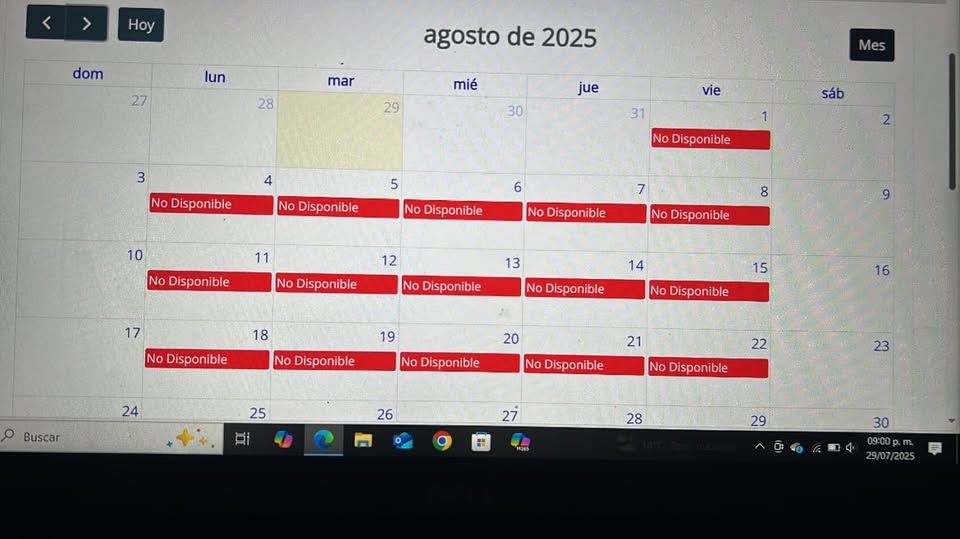 < > Hoy agosto de 2025 Mes
dom lun mar mié jue vie sáb
27 28 29 30 31 1 2
No Disponible
3 4 5 6 7 8 9
No Disponible No Disponible No Disponible No Disponible No Disponible
10 11 12 13 14 15 16
No Disponible No Disponible No Disponible No Disponible No Disponible
17 18 19 20 21 22 23
No Disponible No Disponible No Disponible No Disponible No Disponible
24 25 26 27 28 29 30
Buscar
M365
09:00 p. m.
29/07/2025